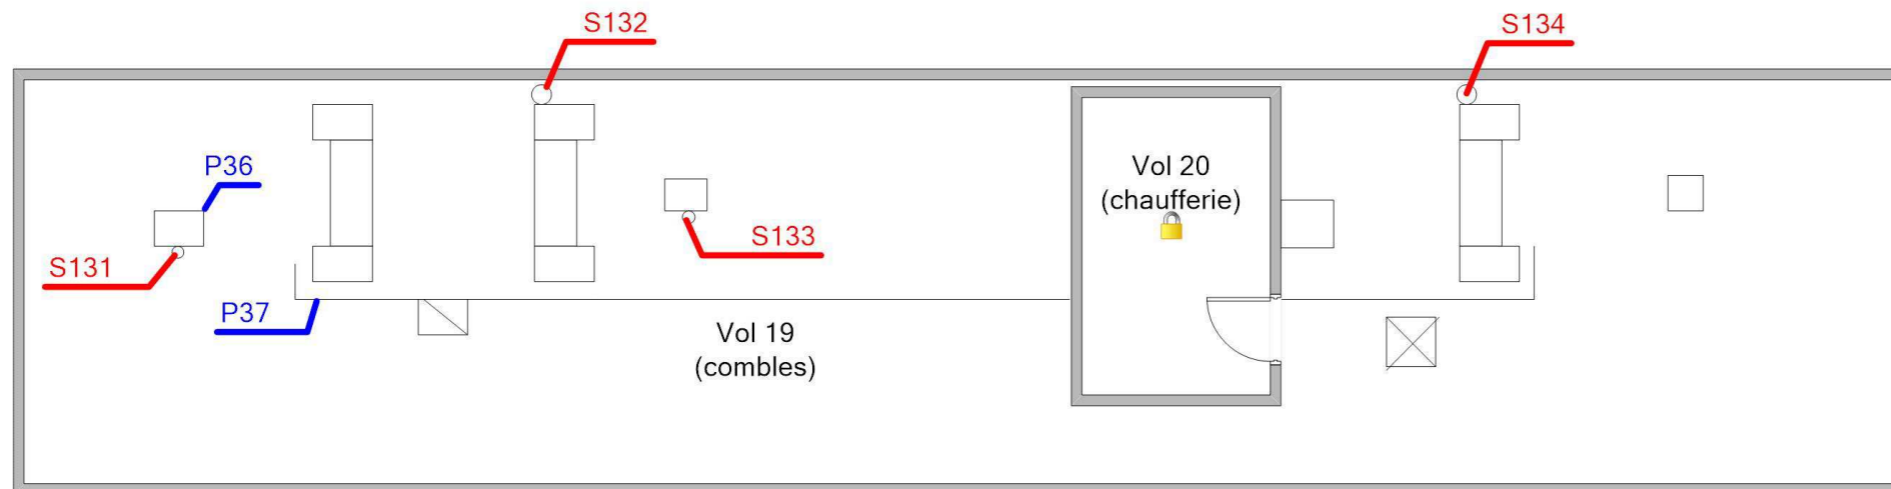 S132
S134
P36
Vol 20
(chaufferie)
S133
S131
P37
Vol 19
(combles)